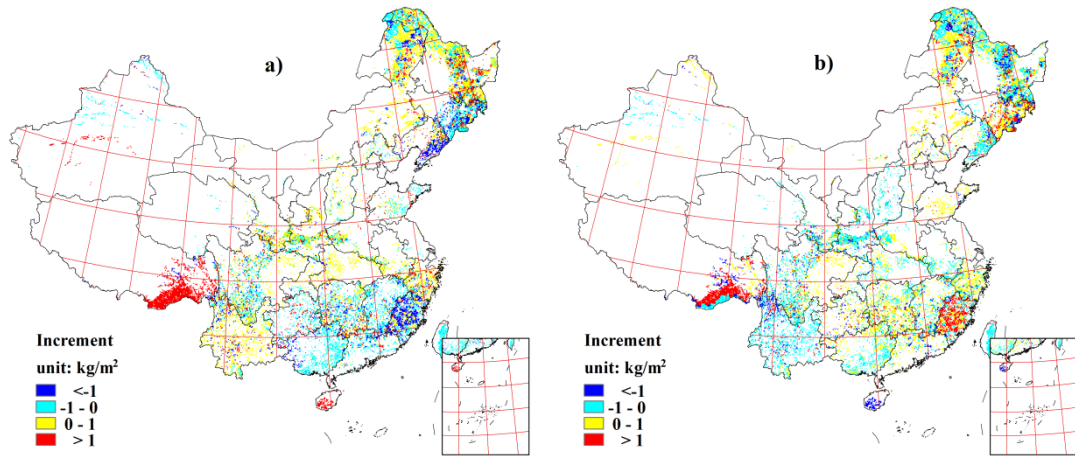 a)
Increment
unit: kg/m²
<-1
-1 - 0
0 - 1
> 1
b)
Increment
unit: kg/m²
<-1
-1 - 0
0 - 1
> 1